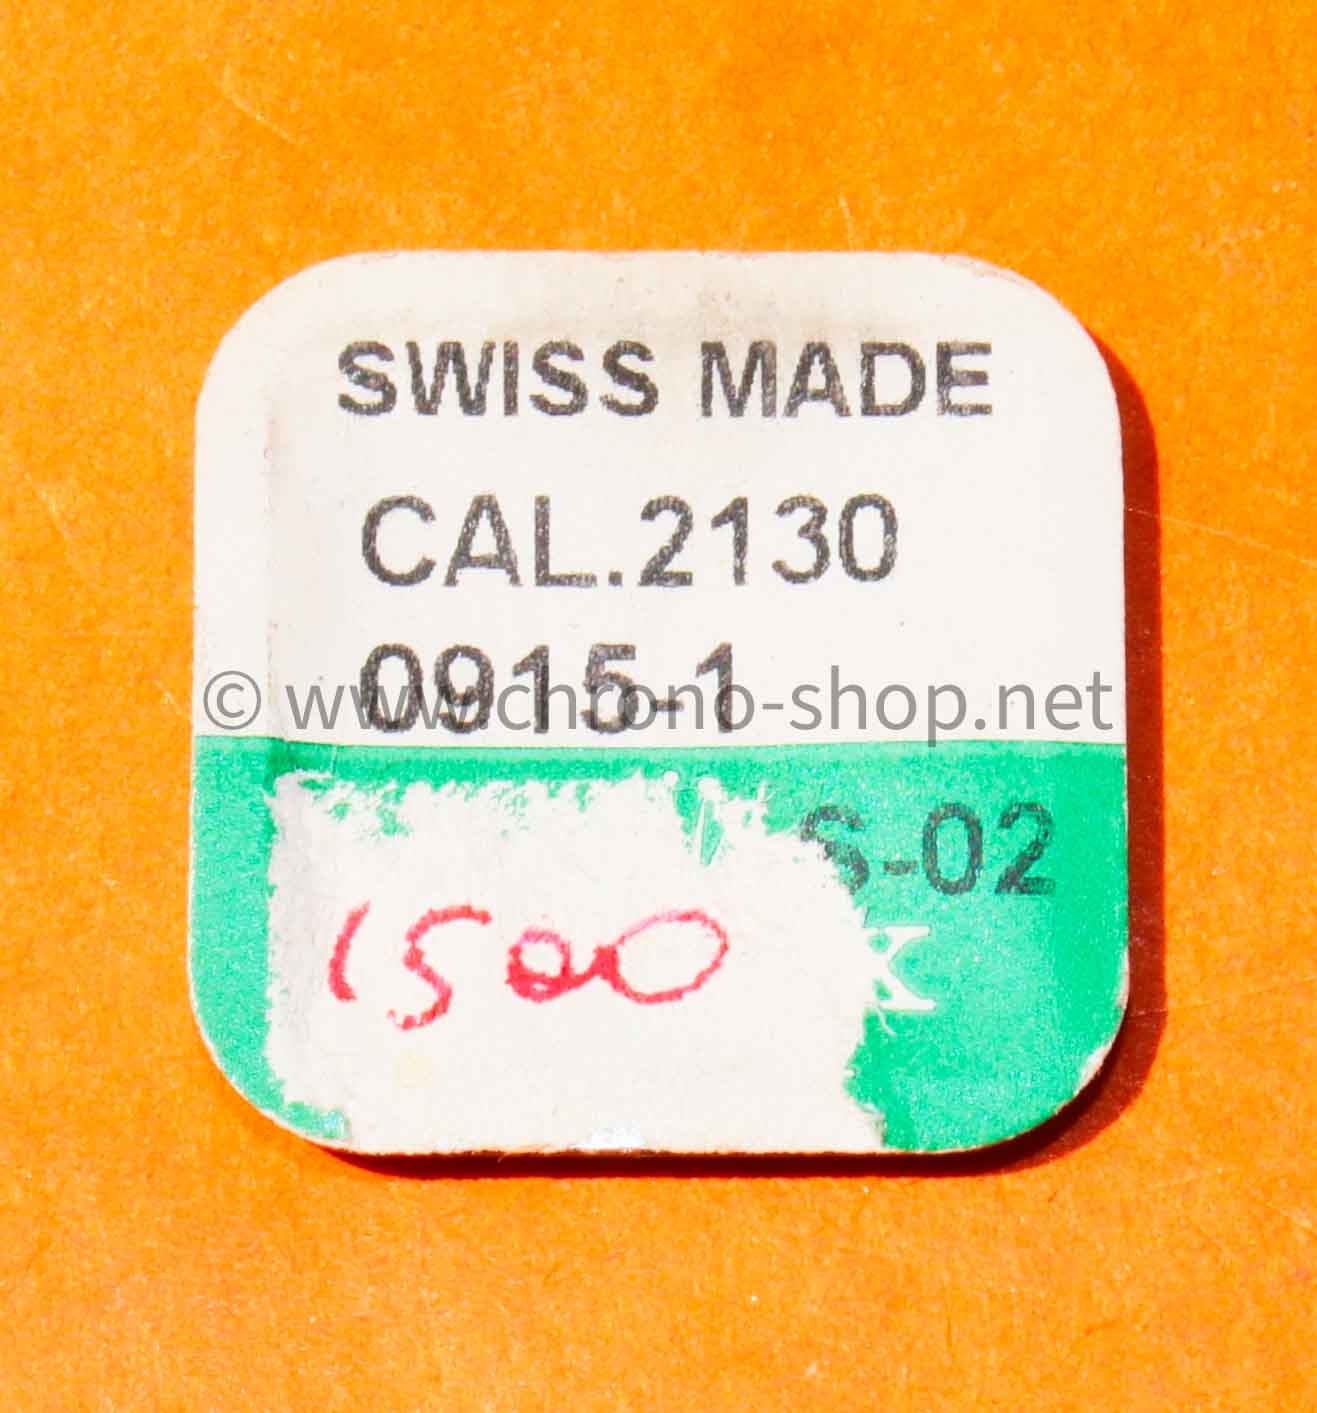 SWISS MADE
CAL.2130
0915-1
© www.chrono-shop.net
S-02
X
1500